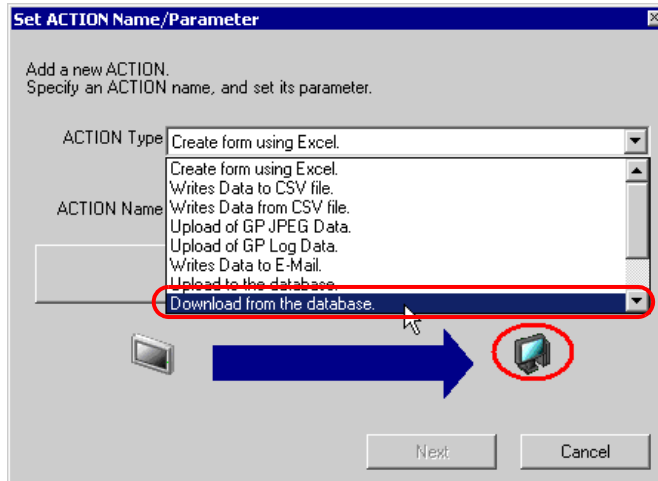 Set ACTION Name/Parameter
Add a new ACTION.
Specify an ACTION name, and set its parameter.
ACTION Type
Create form using Excel.
Create form using Excel.
Writes Data to CSV file.
ACTION Name
Writes Data from CSV file.
Upload of GP JPEG Data.
Upload of GP Log Data.
Writes Data to E-Mail.
Upload to the database.
Download from the database.
Next
Cancel